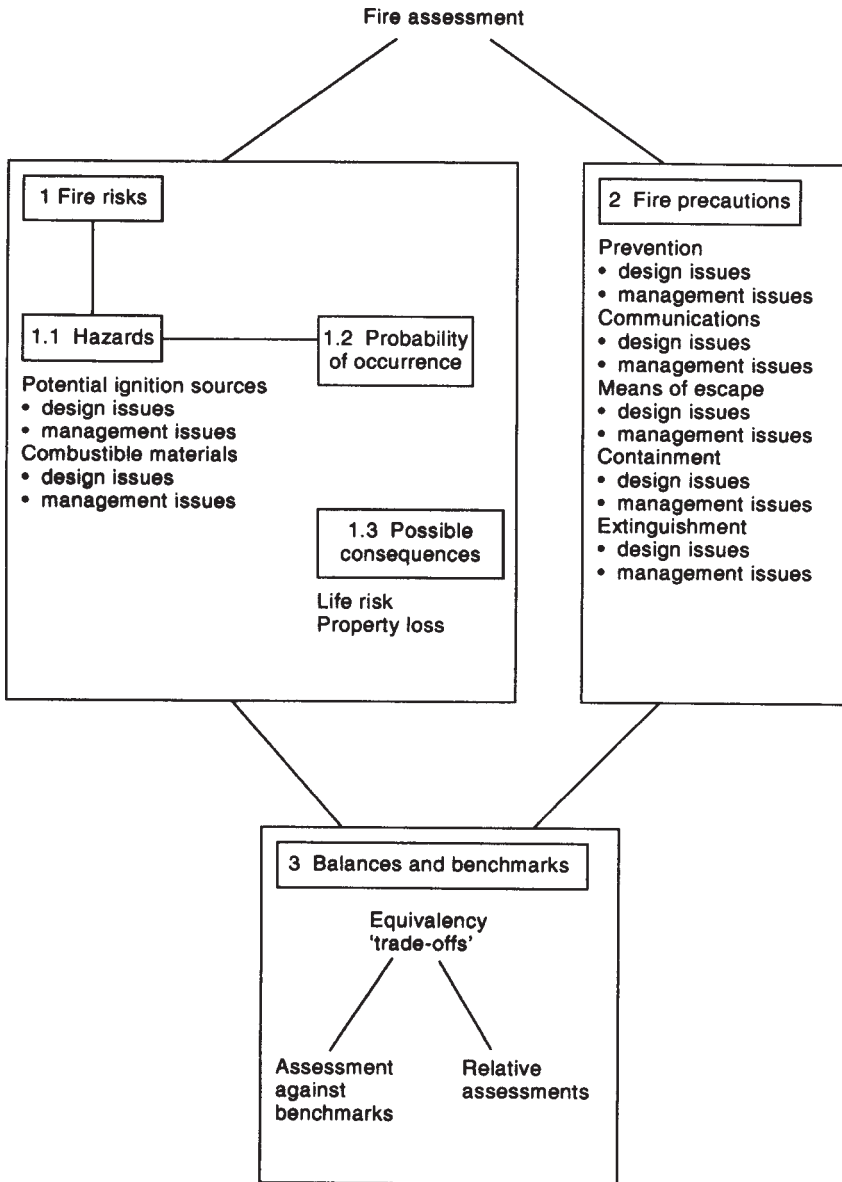 Fire assessment
1 Fire risks
1.1 Hazards
1.2 Probability
of occurrence
Potential ignition sources
• design issues
• management issues
Combustible materials
• design issues
• management issues
1.3 Possible
consequences
Life risk
Property loss
2 Fire precautions
Prevention
• design issues
• management issues
Communications
• design issues
• management issues
Means of escape
• design issues
• management issues
Containment
• design issues
• management issues
Extinguishment
• design issues
• management issues
3 Balances and benchmarks
Equivalency
'trade-offs'
Assessment
against
benchmarks
Relative
assessments